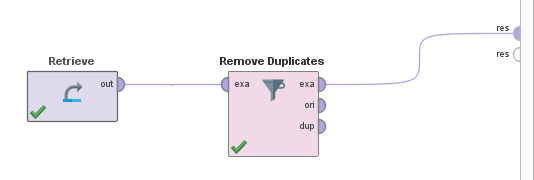 res
res
Retrieve
out
Remove Duplicates
exa
exa
ori
dup